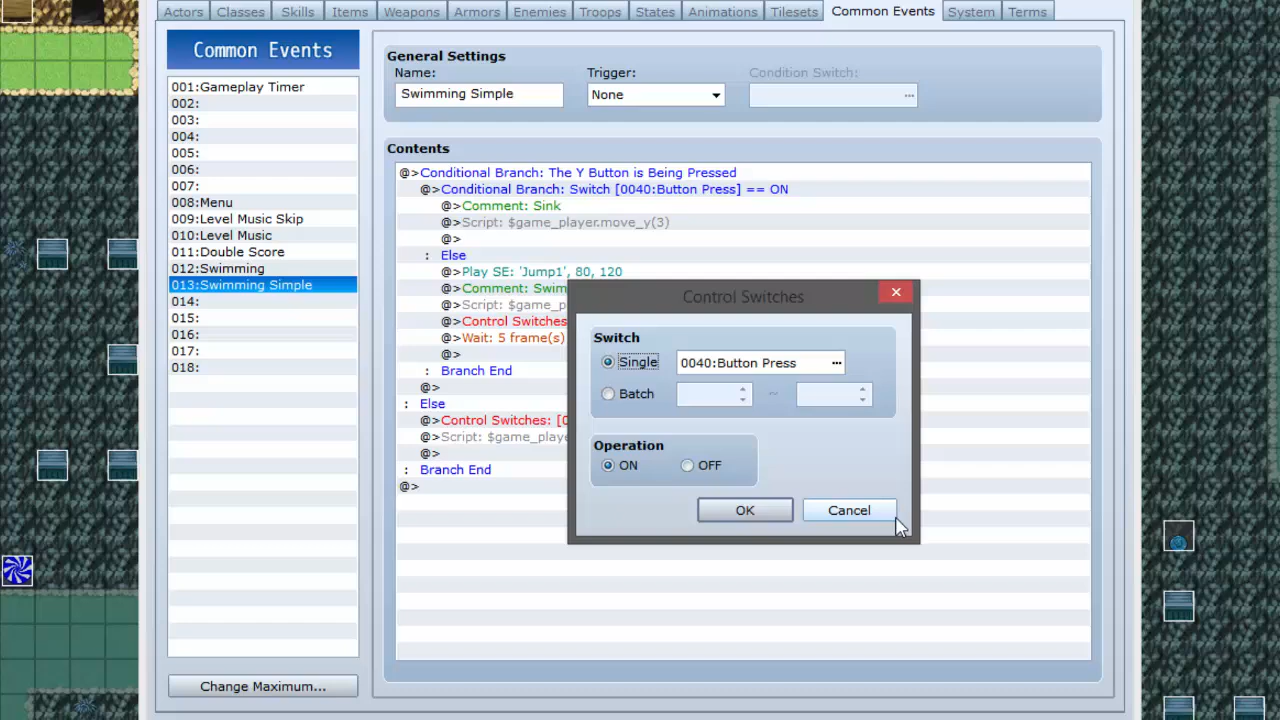 Actors Classes Skills Items Weapons Armors Enemies Troops States Animations Tilesets Common Events System Terms
Common Events
001:Gameplay Timer
002:
003:
004:
005:
006:
007:
008:Menu
009:Level Music Skip
010:Level Music
011:Double Score
012:Swimming
013:Swimming Simple
014:
015:
016:
017:
018:
Change Maximum...
General Settings
Name: Trigger: Condition Switch:
Swimming Simple None ...
Contents
@>Conditional Branch: The Y Button is Being Pressed
@>Conditional Branch: Switch [0040:Button Press] == ON
@>Comment: Sink
@>Script: $game_player.move_y(3)
@>
: Else
@>Play SE: 'Jump1', 80, 120
@>Comment: Swim
@>Script: $game_p
@>Control Switches
@>Wait: 5 frame(s)
@>
: Branch End
@>
: Else
@>Control Switches: [0
@>Script: $game_playe
@>
: Branch End
@>
Control Switches
Switch
Single 0040:Button Press ...
Batch ~
Operation
ON OFF
OK Cancel